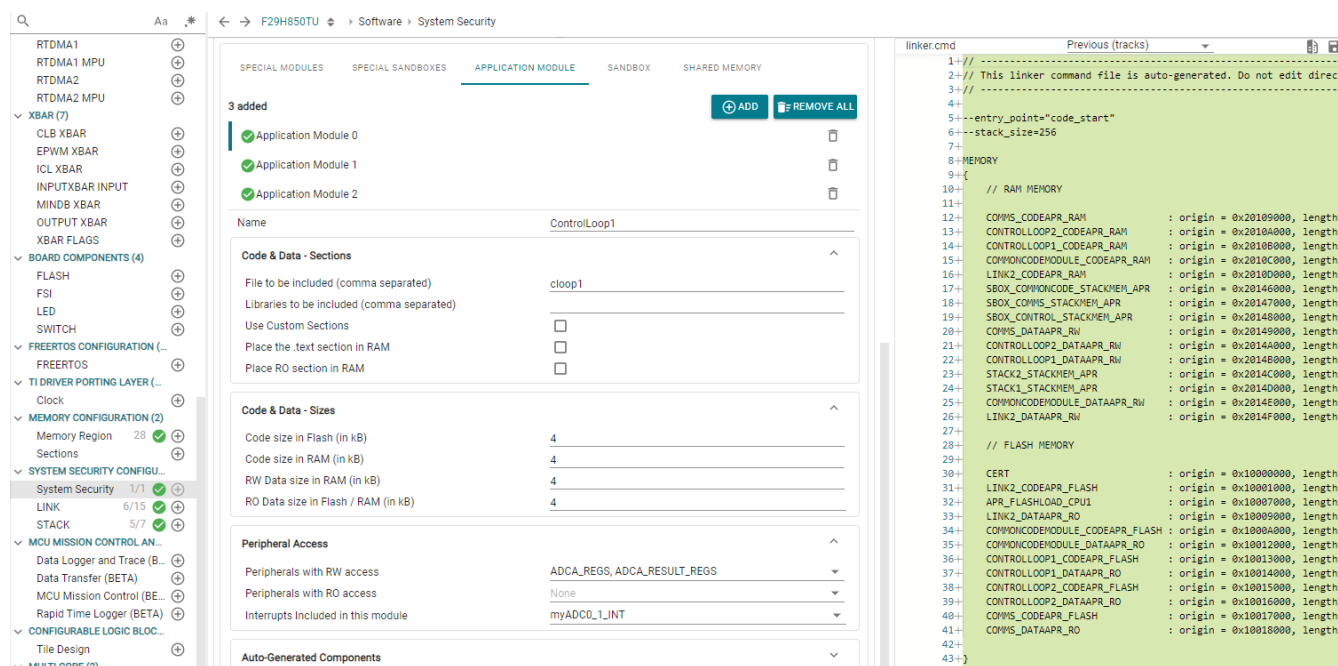 Aa .*
F29H850TU Software System Security
RTDMA1
RTDMA1 MPU
RTDMA2
RTDMA2 MPU
XBAR (7)
CLB XBAR
EPWM XBAR
ICL XBAR
INPUTXBAR INPUT
MINDB XBAR
OUTPUT XBAR
XBAR FLAGS
BOARD COMPONENTS (4)
FLASH
FSI
LED
SWITCH
FREERTOS CONFIGURATION (...
FREERTOS
TI DRIVER PORTING LAYER (...
Clock
MEMORY CONFIGURATION (2)
Memory Region 28
Sections
SYSTEM SECURITY CONFIGU...
System Security 1/1
LINK 6/15
STACK 5/7
MCU MISSION CONTROL AN...
Data Logger and Trace (B...
Data Transfer (BETA)
MCU Mission Control (BE...
Rapid Time Logger (BETA)
CONFIGURABLE LOGIC BLOC...
Tile Design
SPECIAL MODULES SPECIAL SANDBOXES APPLICATION MODULE SANDBOX SHARED MEMORY
3 added ADD REMOVE ALL
Application Module 0
Application Module 1
Application Module 2
Name ControlLoop1
Code & Data - Sections
File to be included (comma separated) cloop1
Libraries to be included (comma separated)
Use Custom Sections
Place the .text section in RAM
Place RO section in RAM
Code & Data - Sizes
Code size in Flash (in kB) 4
Code size in RAM (in kB) 4
RW Data size in RAM (in kB) 4
RO Data size in Flash / RAM (in kB) 4
Peripheral Access
Peripherals with RW access ADCA_REGS, ADCA_RESULT_REGS
Peripherals with RO access None
Interrupts Included in this module myADC0_1_INT
Auto-Generated Components
linker.cmd Previous (tracks)
1+// ----------------------------------------------------------
2+// This linker command file is auto-generated. Do not edit direc
3+// ----------------------------------------------------------
4+
5+--entry_point="code_start"
6+--stack_size=256
7+
8+MEMORY
9+{
10+ // RAM MEMORY
11+
12+ COMMS_CODEAPR_RAM : origin = 0x20109000, length
13+ CONTROLLOOP2_CODEAPR_RAM : origin = 0x2010A000, length
14+ CONTROLLOOP1_CODEAPR_RAM : origin = 0x2010B000, length
15+ COMMONCODEMODULE_CODEAPR_RAM : origin = 0x2010C000, length
16+ LINK2_CODEAPR_RAM : origin = 0x2010D000, length
17+ SBOX_COMMONCODE_STACKMEM_APR : origin = 0x20146000, length
18+ SBOX_COMMS_STACKMEM_APR : origin = 0x20147000, length
19+ SBOX_CONTROL_STACKMEM_APR : origin = 0x20148000, length
20+ COMMS_DATAAPR_RW : origin = 0x20149000, length
21+ CONTROLLOOP2_DATAAPR_RW : origin = 0x2014A000, length
22+ CONTROLLOOP1_DATAAPR_RW : origin = 0x2014B000, length
23+ STACK2_STACKMEM_APR : origin = 0x2014C000, length
24+ STACK1_STACKMEM_APR : origin = 0x2014D000, length
25+ COMMONCODEMODULE_DATAAPR_RW : origin = 0x2014E000, length
26+ LINK2_DATAAPR_RW : origin = 0x2014F000, length
27+
28+ // FLASH MEMORY
29+
30+ CERT : origin = 0x10000000, length
31+ LINK2_CODEAPR_FLASH : origin = 0x10001000, length
32+ APR_FLASHLOAD_CPU1 : origin = 0x10007000, length
33+ LINK2_DATAAPR_RO : origin = 0x10009000, length
34+ COMMONCODEMODULE_CODEAPR_FLASH : origin = 0x1000A000, length
35+ COMMONCODEMODULE_DATAAPR_RO : origin = 0x10012000, length
36+ CONTROLLOOP1_CODEAPR_FLASH : origin = 0x10013000, length
37+ CONTROLLOOP1_DATAAPR_RO : origin = 0x10014000, length
38+ CONTROLLOOP2_CODEAPR_FLASH : origin = 0x10015000, length
39+ CONTROLLOOP2_DATAAPR_RO : origin = 0x10016000, length
40+ COMMS_CODEAPR_FLASH : origin = 0x10017000, length
41+ COMMS_DATAAPR_RO : origin = 0x10018000, length
42+
43+}